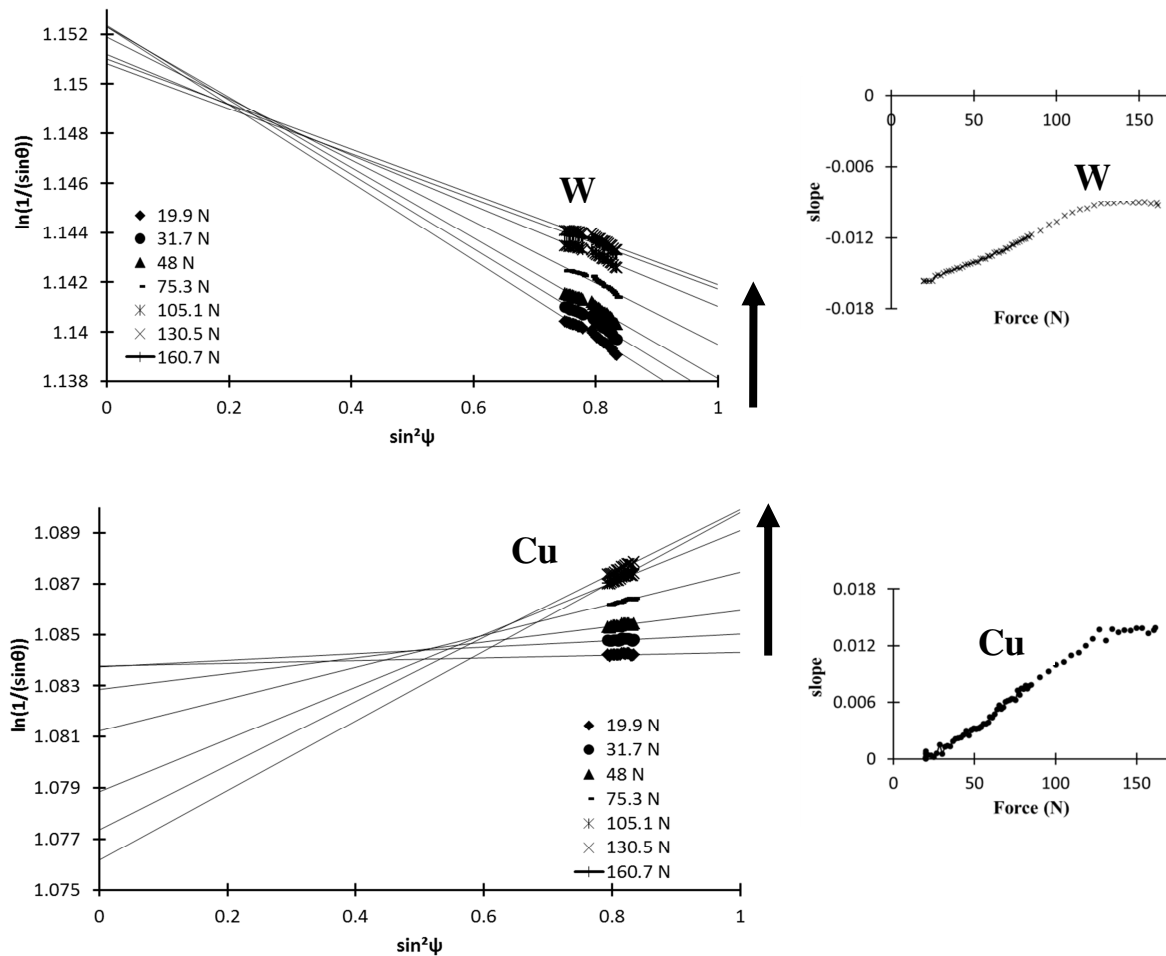 ln(1/(sinθ))
1.152
1.15
1.148
1.146
1.144
1.142
1.14
1.138
W
19.9 N
31.7 N
48 N
75.3 N
105.1 N
130.5 N
160.7 N
0 0.2 0.4 0.6 0.8 1
sin²ψ
slope
0
-0.006
-0.012
-0.018
50 100 150
W
Force (N)
ln(1/(sinθ))
1.089
1.087
1.085
1.083
1.081
1.079
1.077
1.075
Cu
19.9 N
31.7 N
48 N
75.3 N
105.1 N
130.5 N
160.7 N
0 0.2 0.4 0.6 0.8 1
sin²ψ
slope
0.018
0.012
0.006
0
Cu
0 50 100 150
Force (N)